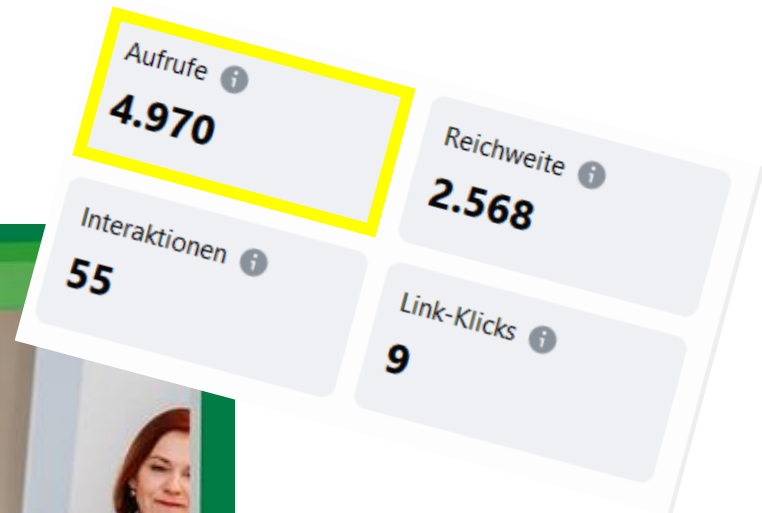 Aufrufe
4.970
Reichweite
2.568
Interaktionen
55
Link-Klicks
9